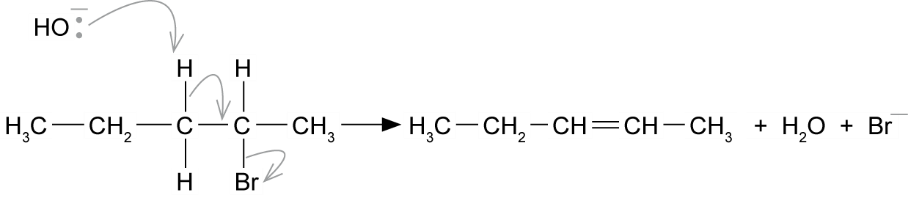 HO:⁻
H H
H₃C—CH₂—C—C—CH₃ → H₃C—CH₂—CH=CH—CH₃ + H₂O + Br⁻
H Br